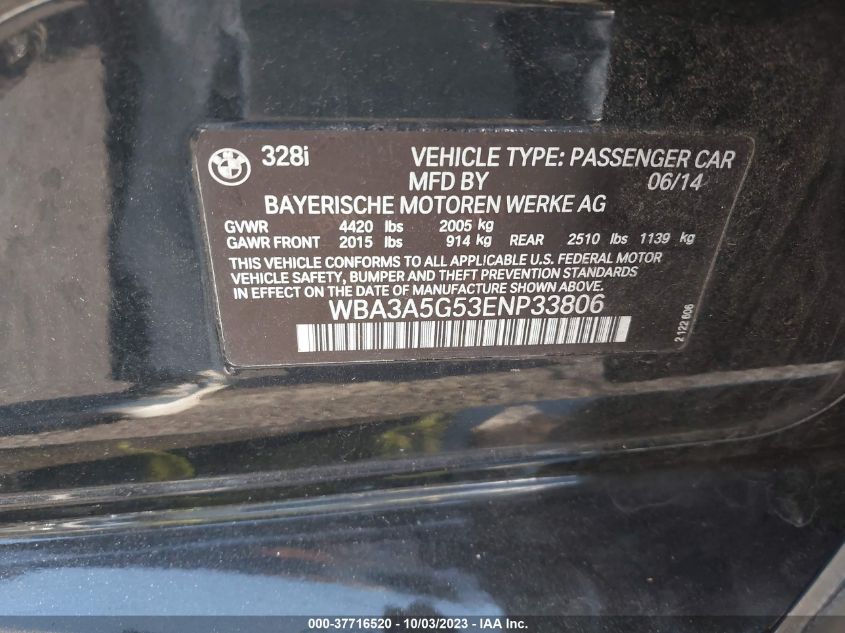 BMW
328i VEHICLE TYPE: PASSENGER CAR
MFD BY 06/14
BAYERISCHE MOTOREN WERKE AG
GVWR 4420 lbs 2005 kg
GAWR FRONT 2015 lbs 914 kg REAR 2510 lbs 1139 kg
THIS VEHICLE CONFORMS TO ALL APPLICABLE U.S. FEDERAL MOTOR
VEHICLE SAFETY, BUMPER AND THEFT PREVENTION STANDARDS
IN EFFECT ON THE DATE OF MANUFACTURE SHOWN ABOVE.
WBA3A5G53ENP33806
2 122 606
000-37716520 - 10/03/2023 - IAA Inc.